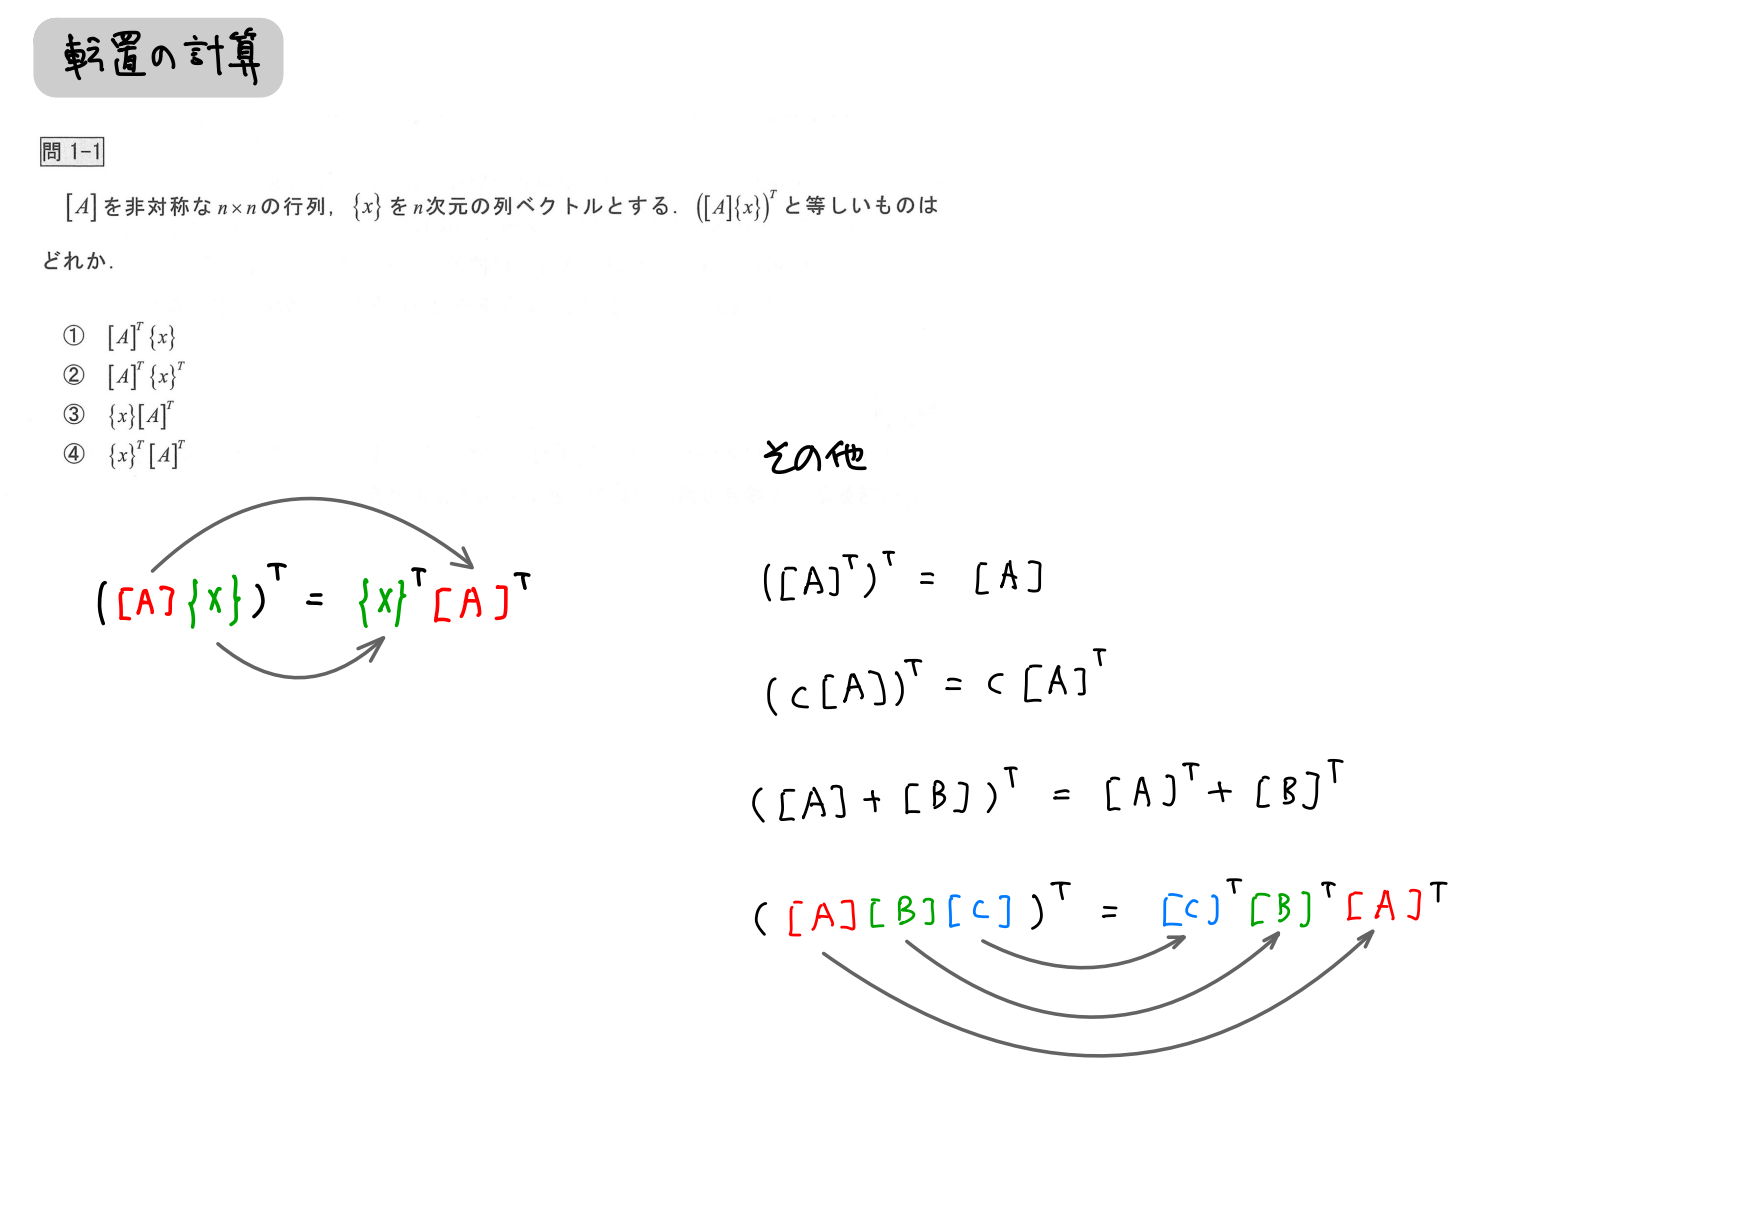 転置の計算
問 1-1
[A]を非対称な n×n の行列，{x} を n 次元の列ベクトルとする．([A]{x})^T と等しいものは
どれか．
① [A]^T{x}
② [A]^T{x}^T
③ {x}[A]^T
④ {x}^T[A]^T
([A]{x})^T = {x}^T[A]^T
その他
([A]^T)^T = [A]
(c[A])^T = c[A]^T
([A]+[B])^T = [A]^T+[B]^T
([A][B][C])^T = [C]^T[B]^T[A]^T